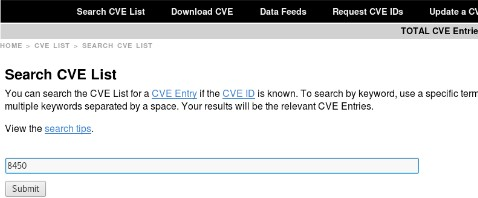 Search CVE List Download CVE Data Feeds Request CVE IDs Update a
TOTAL CVE Entrie
HOME > CVE LIST > SEARCH CVE LIST
Search CVE List
You can search the CVE List for a CVE Entry if the CVE ID is known. To search by keyword, use a specific term
multiple keywords separated by a space. Your results will be the relevant CVE Entries.
View the search tips.
8450
Submit